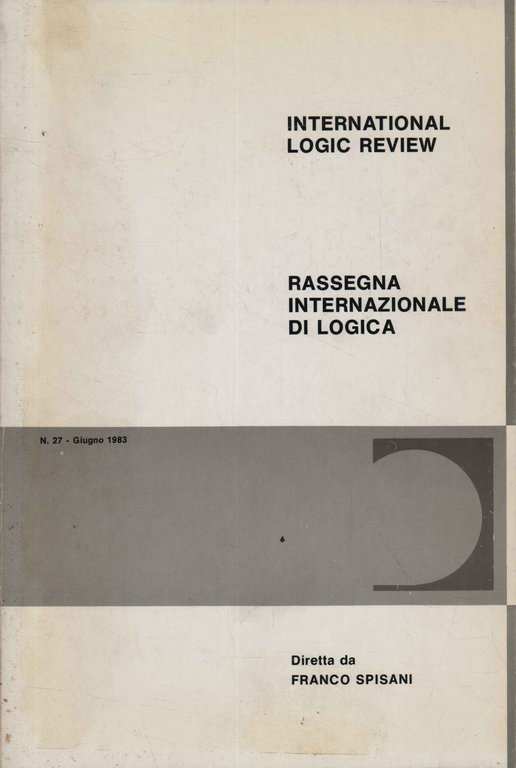 INTERNATIONAL
LOGIC REVIEW
RASSEGNA
INTERNAZIONALE
DI LOGICA
N. 27 - Giugno 1983
Diretta da
FRANCO SPISANI